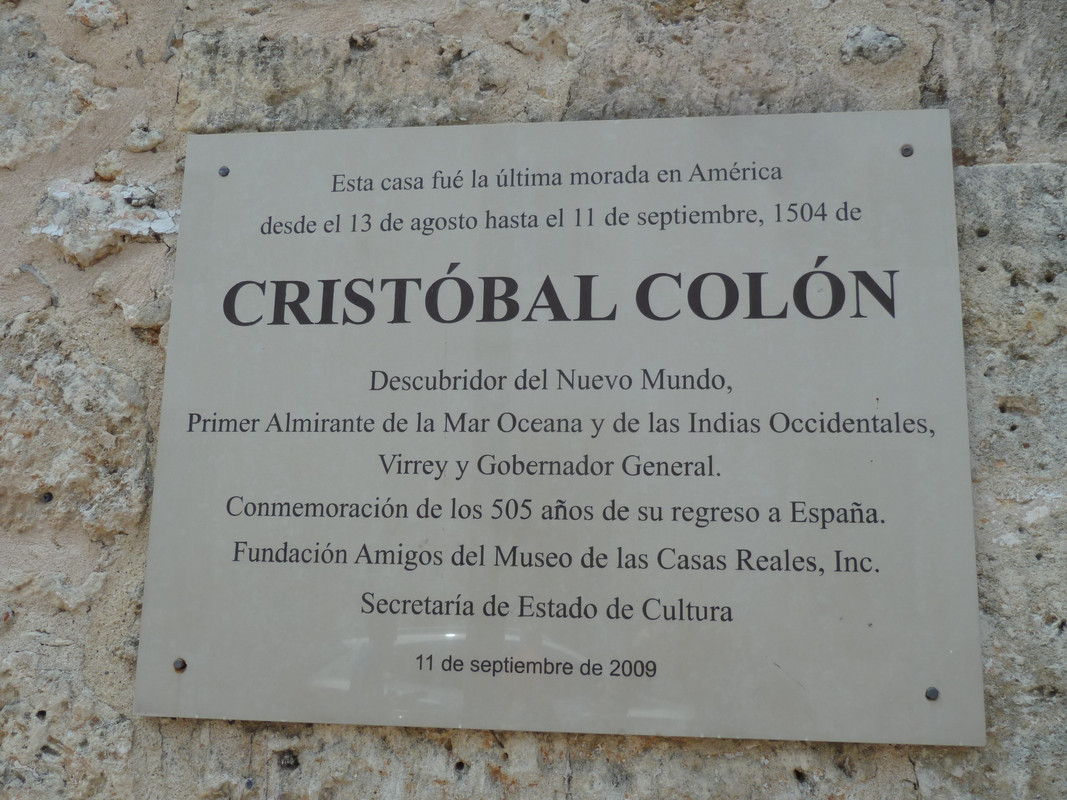 Esta casa fué la última morada en América
desde el 13 de agosto hasta el 11 de septiembre, 1504 de
CRISTÓBAL COLÓN
Descubridor del Nuevo Mundo,
Primer Almirante de la Mar Oceana y de las Indias Occidentales,
Virrey y Gobernador General.
Conmemoración de los 505 años de su regreso a España.
Fundación Amigos del Museo de las Casas Reales, Inc.
Secretaría de Estado de Cultura
11 de septiembre de 2009